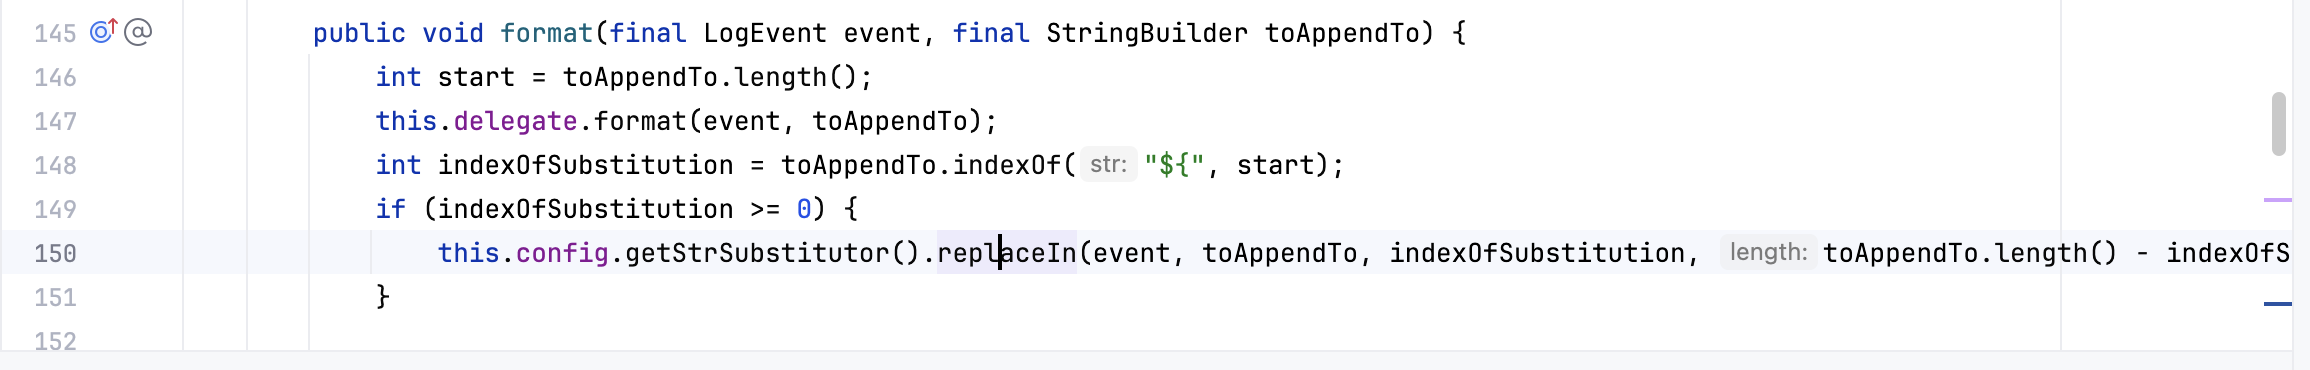 145 public void format(final LogEvent event, final StringBuilder toAppendTo) {
146 int start = toAppendTo.length();
147 this.delegate.format(event, toAppendTo);
148 int indexOfSubstitution = toAppendTo.indexOf( str: "${", start);
149 if (indexOfSubstitution >= 0) {
150 this.config.getStrSubstitutor().replaceIn(event, toAppendTo, indexOfSubstitution, length: toAppendTo.length() - indexOfS
151 }
152